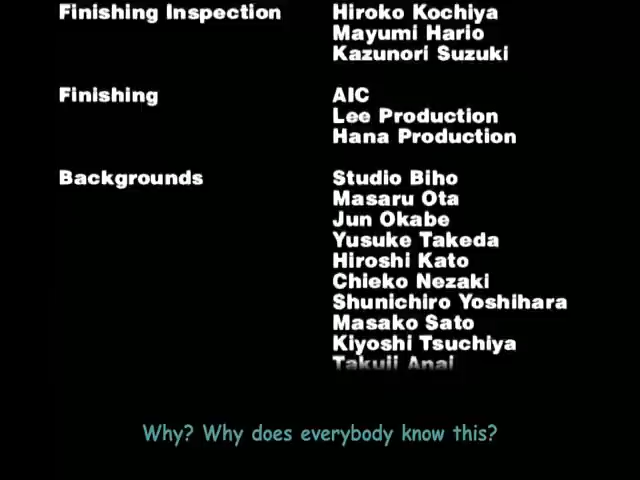 Finishing Inspection Hiroko Kochiya
Mayumi Hario
Kazunori Suzuki
Finishing AIC
Lee Production
Hana Production
Backgrounds Studio Biho
Masaru Ota
Jun Okabe
Yusuke Takeda
Hiroshi Kato
Chieko Nezaki
Shunichiro Yoshihara
Masako Sato
Kiyoshi Tsuchiya
Takuji Anai
Why? Why does everybody know this?